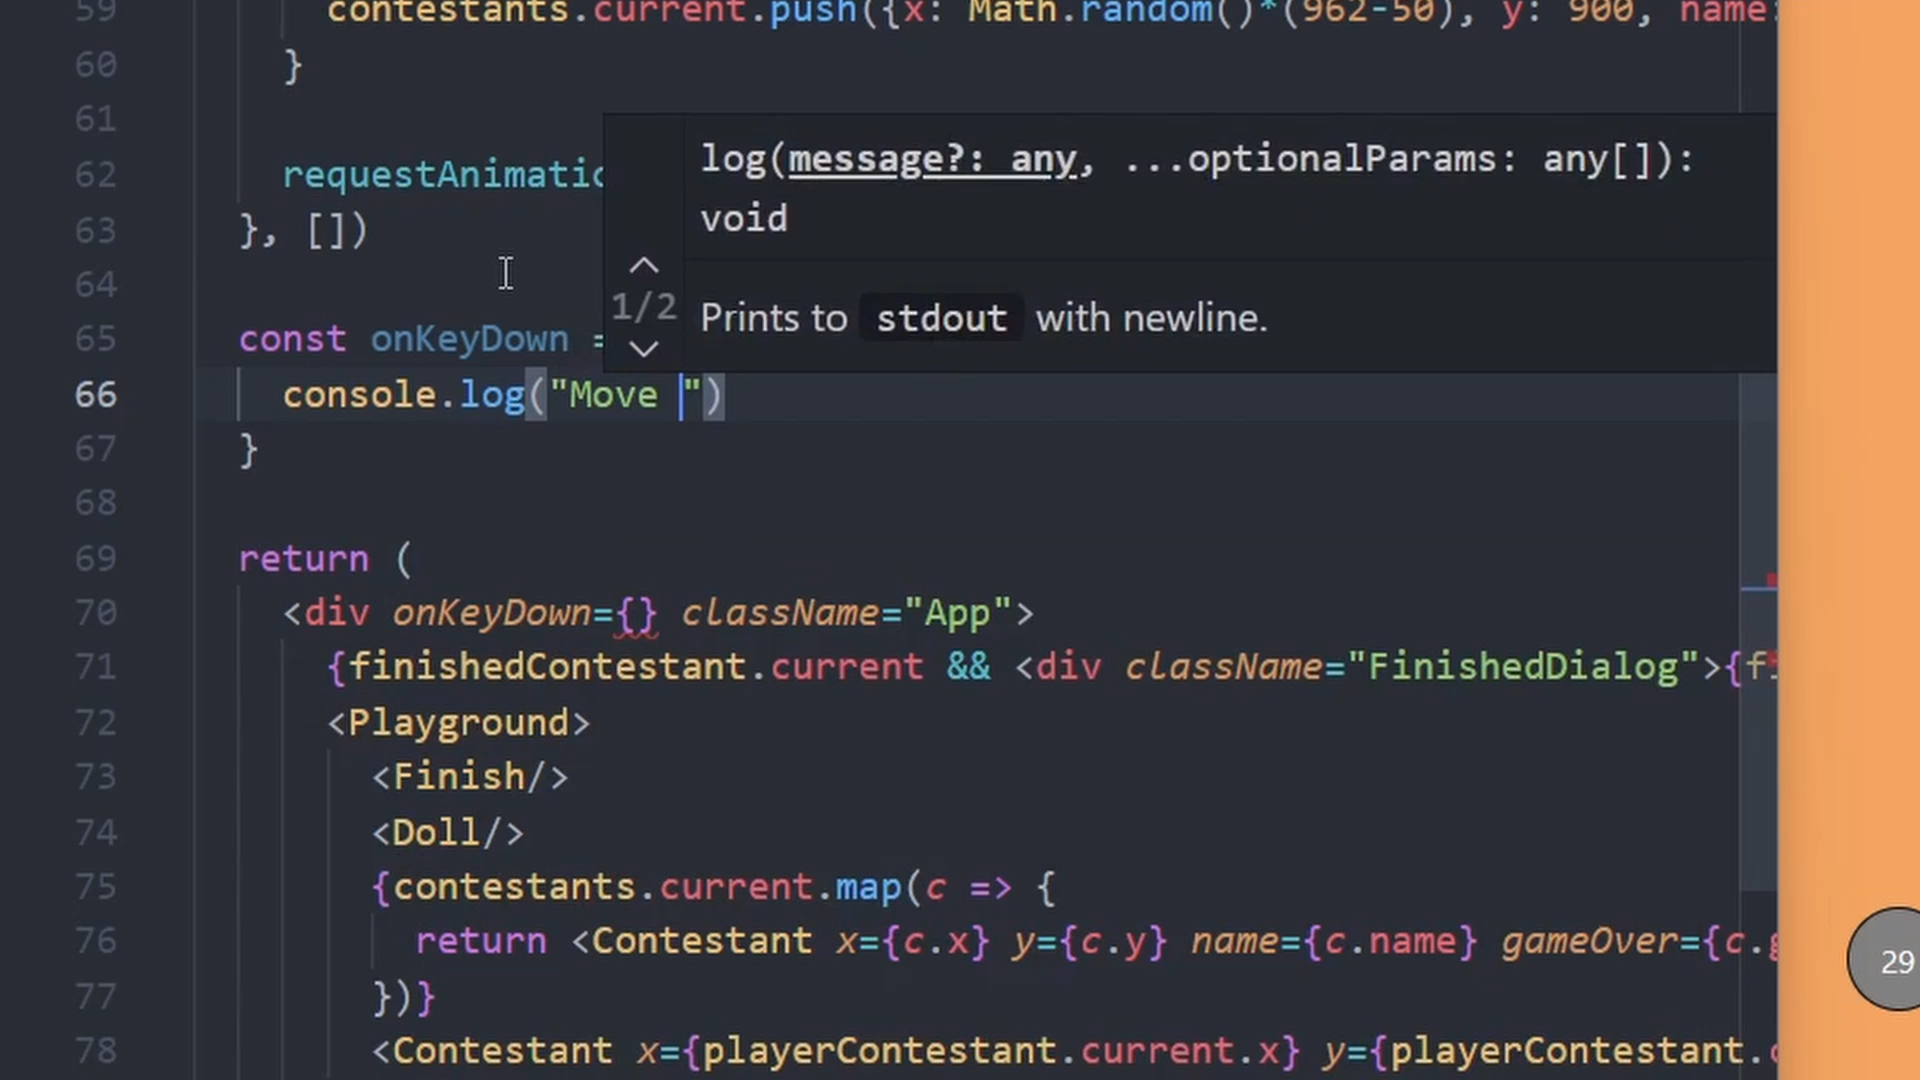 59 contestants.current.push({x: Math.random()*(962-50), y: 900, name:
60 }
61
62 requestAnimatio
63 }, [])
64
65 const onKeyDown =
66 console.log("Move ")
67 }
68
69 return (
70 <div onKeyDown={} className="App">
71 {finishedContestant.current && <div className="FinishedDialog">{fi
72 <Playground>
73 <Finish/>
74 <Doll/>
75 {contestants.current.map(c => {
76 return <Contestant x={c.x} y={c.y} name={c.name} gameOver={c.g
77 })}
78 <Contestant x={playerContestant.current.x} y={playerContestant.c
log(message?: any, ...optionalParams: any[]):
void
1/2
Prints to stdout with newline.
29